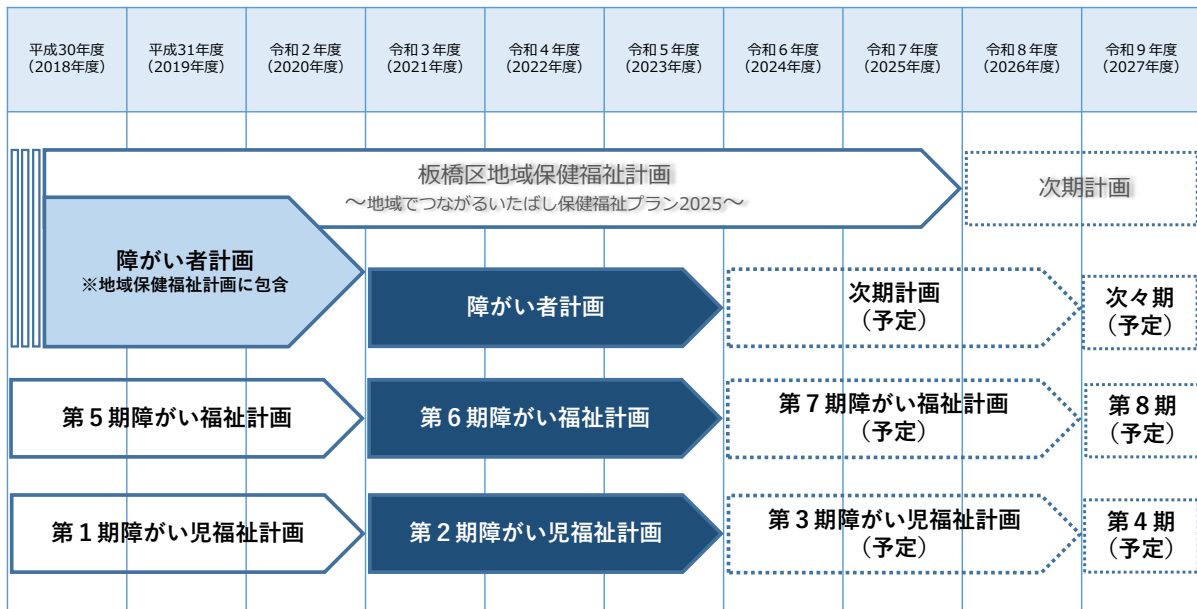 平成30年度
（2018年度）
平成31年度
（2019年度）
令和２年度
（2020年度）
令和３年度
（2021年度）
令和４年度
（2022年度）
令和５年度
（2023年度）
令和６年度
（2024年度）
令和７年度
（2025年度）
令和８年度
（2026年度）
令和９年度
（2027年度）
板橋区地域保健福祉計画
～地域でつながるいたばし保健福祉プラン2025～
次期計画
障がい者計画
※地域保健福祉計画に包含
障がい者計画
次期計画
（予定）
次々期
（予定）
第５期障がい福祉計画
第６期障がい福祉計画
第７期障がい福祉計画
（予定）
第８期
（予定）
第１期障がい児福祉計画
第２期障がい児福祉計画
第３期障がい児福祉計画
（予定）
第４期
（予定）